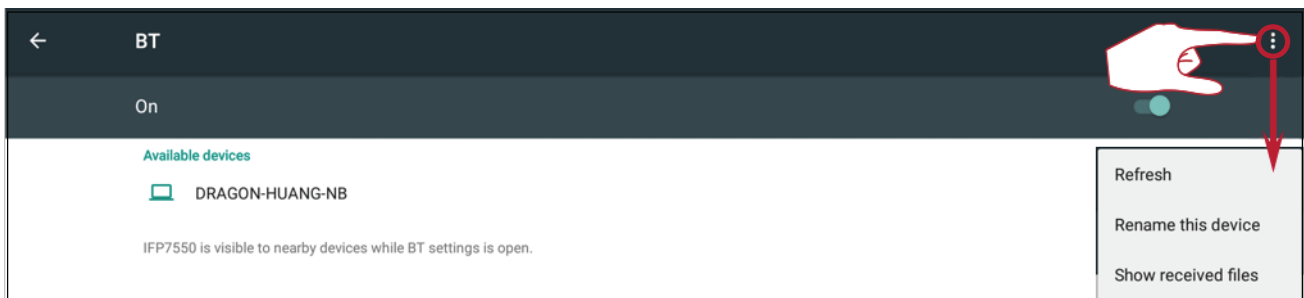 BT
On
Available devices
DRAGON-HUANG-NB
IFP7550 is visible to nearby devices while BT settings is open.
Refresh
Rename this device
Show received files